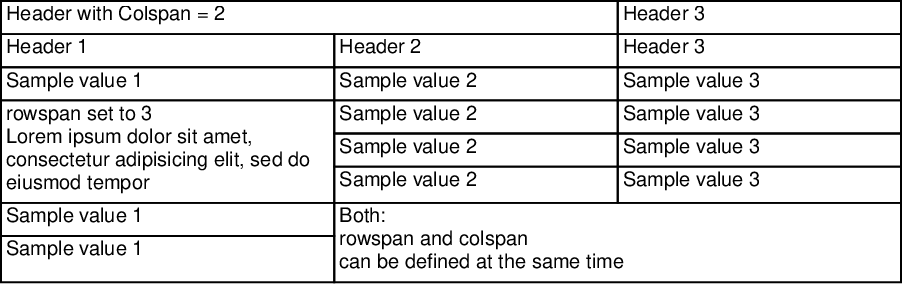 Header with Colspan = 2 Header 3
Header 1 Header 2 Header 3
Sample value 1 Sample value 2 Sample value 3
rowspan set to 3
Lorem ipsum dolor sit amet,
consectetur adipisicing elit, sed do
eiusmod tempor
Sample value 2 Sample value 3
Sample value 2 Sample value 3
Sample value 2 Sample value 3
Sample value 1
Sample value 1
Both:
rowspan and colspan
can be defined at the same time